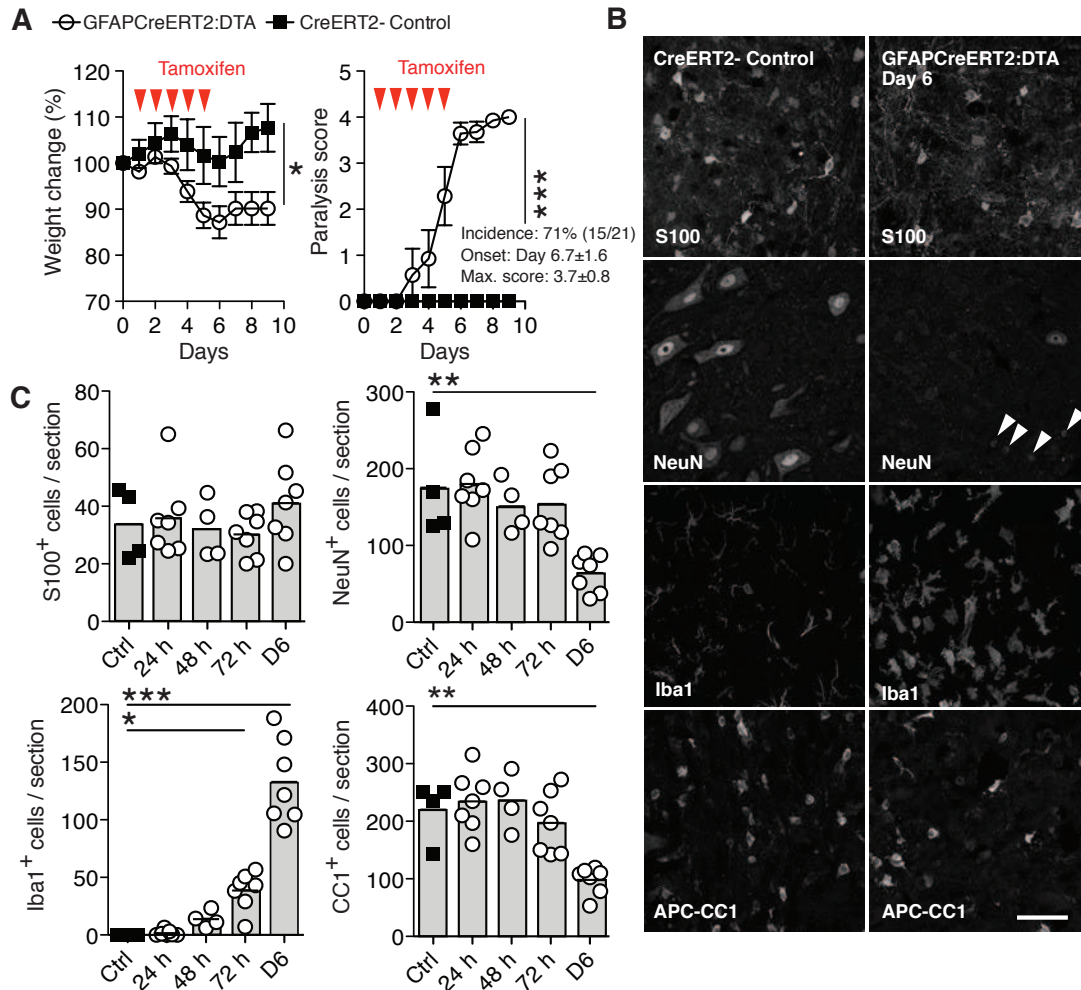 A
GFAPCreERT2:DTA CreERT2- Control
Tamoxifen
Weight change (%)
120
110
100
90
80
70
0 2 4 6 8 10
Days
Tamoxifen
Paralysis score
5
4
3
2
1
0
***
Incidence: 71% (15/21)
Onset: Day 6.7±1.6
Max. score: 3.7±0.8
0 2 4 6 8 10
Days
*
B
CreERT2- Control
S100
GFAPCreERT2:DTA
Day 6
S100
NeuN
NeuN
Iba1
Iba1
APC-CC1
APC-CC1
C
S100+ cells / section
80
60
40
20
0
Ctrl 24 h 48 h 72 h D6
NeuN+ cells / section
**
300
200
100
0
Ctrl 24 h 48 h 72 h D6
Iba1+ cells / section
***
*
200
150
100
50
0
Ctrl 24 h 48 h 72 h D6
CC1+ cells / section
**
400
300
200
100
0
Ctrl 24 h 48 h 72 h D6